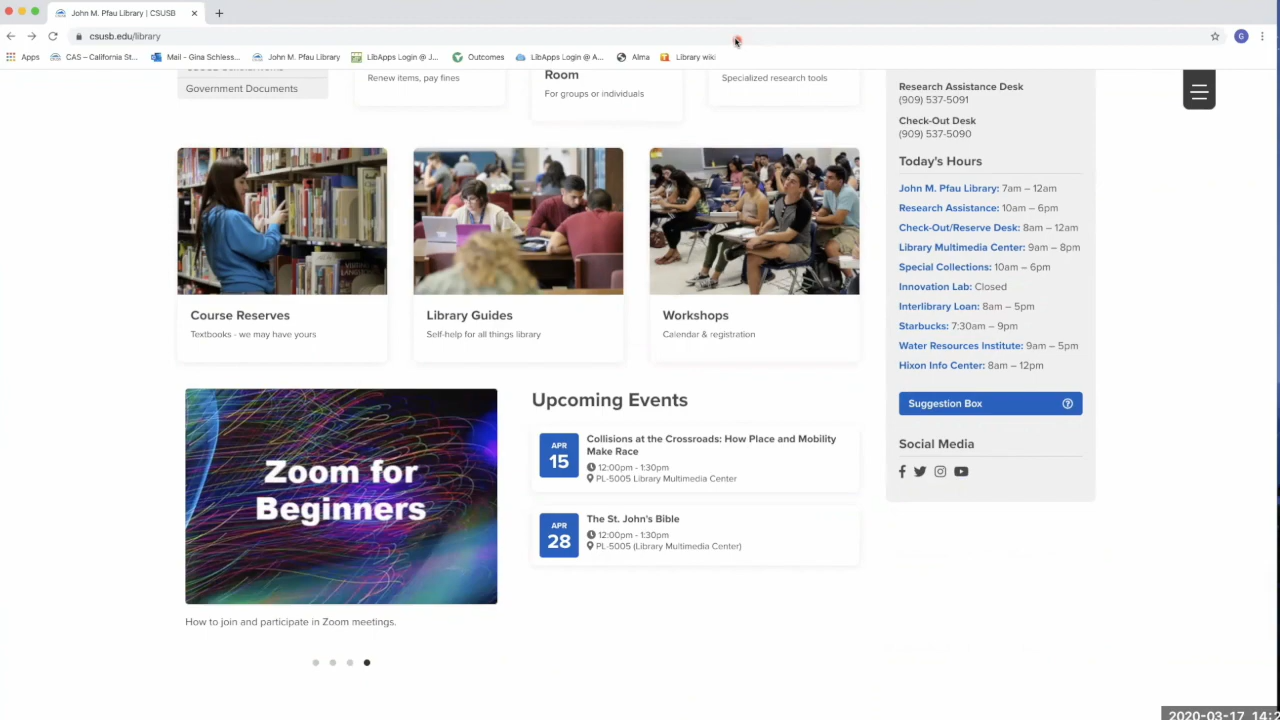 John M. Pfau Library | CSUSB
csusb.edu/library
G
Apps
CAS – California St...
Mail - Gina Schiess...
John M. Pfau Library
LibApps Login @ J...
Outcomes
LibApps Login @ A...
Alma
Library wiki
Government Documents
Renew items, pay fines
Room
For groups or individuals
Specialized research tools
Research Assistance Desk
(909) 537-5091
Check-Out Desk
(909) 537-5090
Today's Hours
John M. Pfau Library: 7am – 12am
Research Assistance: 10am – 6pm
Check-Out/Reserve Desk: 8am – 12am
Library Multimedia Center: 9am – 8pm
Special Collections: 10am – 6pm
Innovation Lab: Closed
Interlibrary Loan: 8am – 5pm
Starbucks: 7:30am – 9pm
Water Resources Institute: 9am – 5pm
Hixon Info Center: 8am – 12pm
Suggestion Box
Social Media
Course Reserves
Textbooks - we may have yours
Library Guides
Self-help for all things library
Workshops
Calendar & registration
Zoom for
Beginners
How to join and participate in Zoom meetings.
Upcoming Events
APR
15
Collisions at the Crossroads: How Place and Mobility
Make Race
12:00pm - 1:30pm
PL-5005 Library Multimedia Center
APR
28
The St. John's Bible
12:00pm - 1:30pm
PL-5005 (Library Multimedia Center)
2020-03-17 14:2